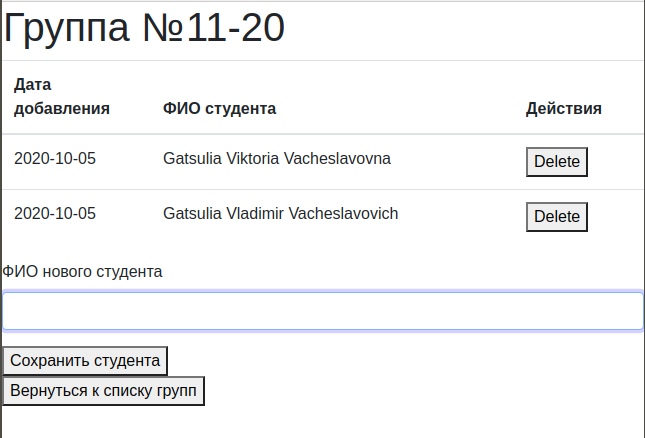 Группа №11-20
Дата
добавления ФИО студента Действия
2020-10-05 Gatsulia Viktoria Vacheslavovna Delete
2020-10-05 Gatsulia Vladimir Vacheslavovich Delete
ФИО нового студента
Сохранить студента
Вернуться к списку групп